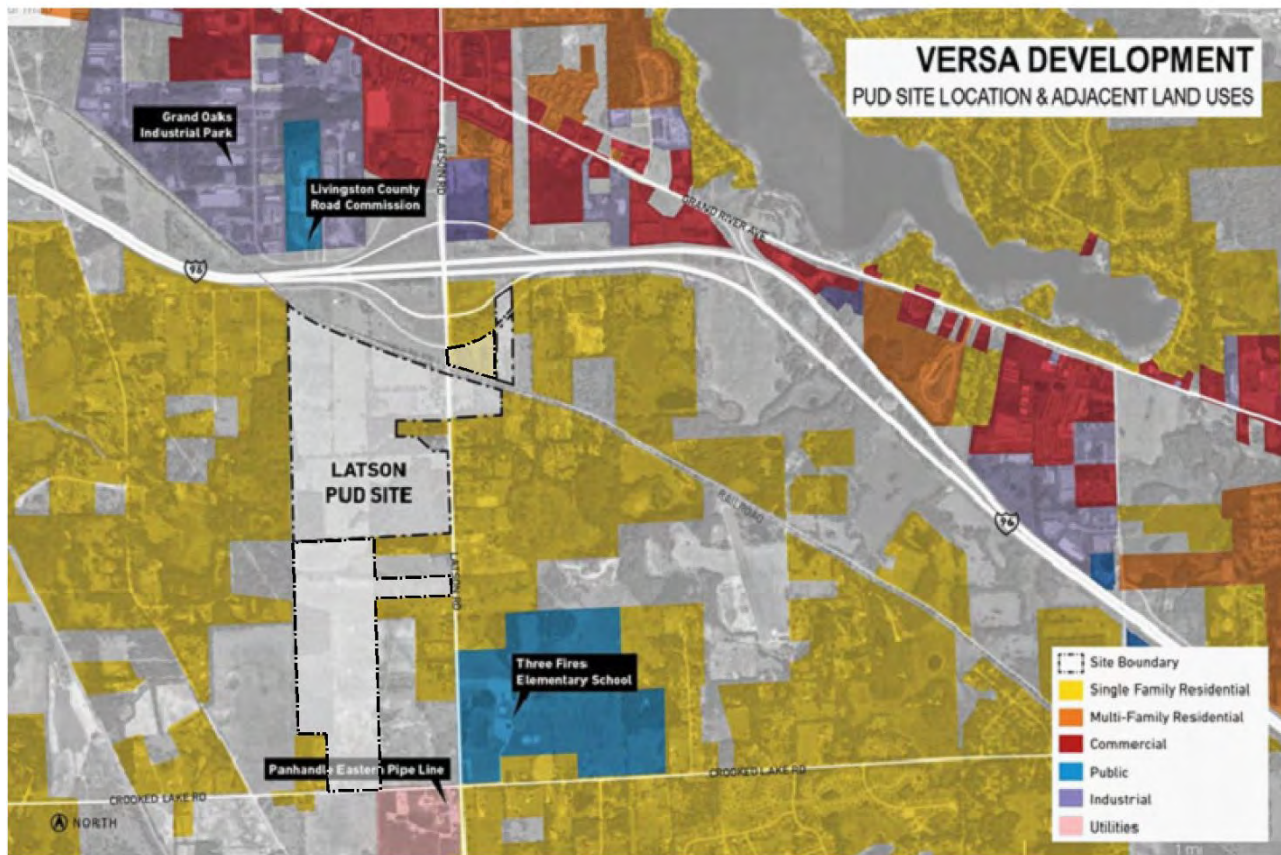 VERSA DEVELOPMENT
PUD SITE LOCATION & ADJACENT LAND USES
Grand Oaks
Industrial Park
Livingston County
Road Commission
LATSON RD
GRAND RIVER AVE
96
LATSON
PUD SITE
RAILROAD
96
LATSON RD
Three Fires
Elementary School
Panhandle Eastern Pipe Line
CROOKED LAKE RD
CROOKED LAKE RD
NORTH
Site Boundary
Single Family Residential
Multi-Family Residential
Commercial
Public
Industrial
Utilities
1 mi